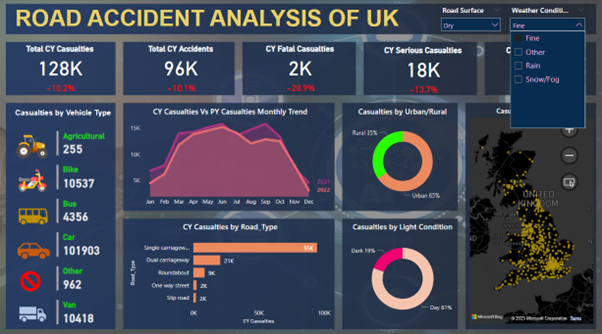 ROAD ACCIDENT ANALYSIS OF UK
Road Surface
Dry
Weather Conditi...
Fine
Fine
Other
Rain
Snow/Fog
Total CY Casualties
128K
-10.2%
Total CY Accidents
96K
-10.1%
CY Fatal Casualties
2K
-28.9%
CY Serious Casualties
18K
-13.7%
Casualties by Vehicle Type
Agricultural
255
Bike
10537
Bus
4356
Car
101903
Other
962
Van
10418
CY Casualties Vs PY Casualties Monthly Trend
15K
10K
5K
2021
2022
Jan Feb Mar Apr May Jun Jul Aug Sep Oct Nov Dec
Casualties by Urban/Rural
Rural 35%
Urban 65%
CY Casualties by Road_Type
Road_Type
Single carriagew... 95K
Dual carriageway 21K
Roundabout 9K
One way street 2K
Slip road 2K
0K 50K 100K
CY Casualties
Casualties by Light Condition
Dark 19%
Day 81%
UNITED
KINGDOM
Microsoft Bing
Microsoft Corporation Terms